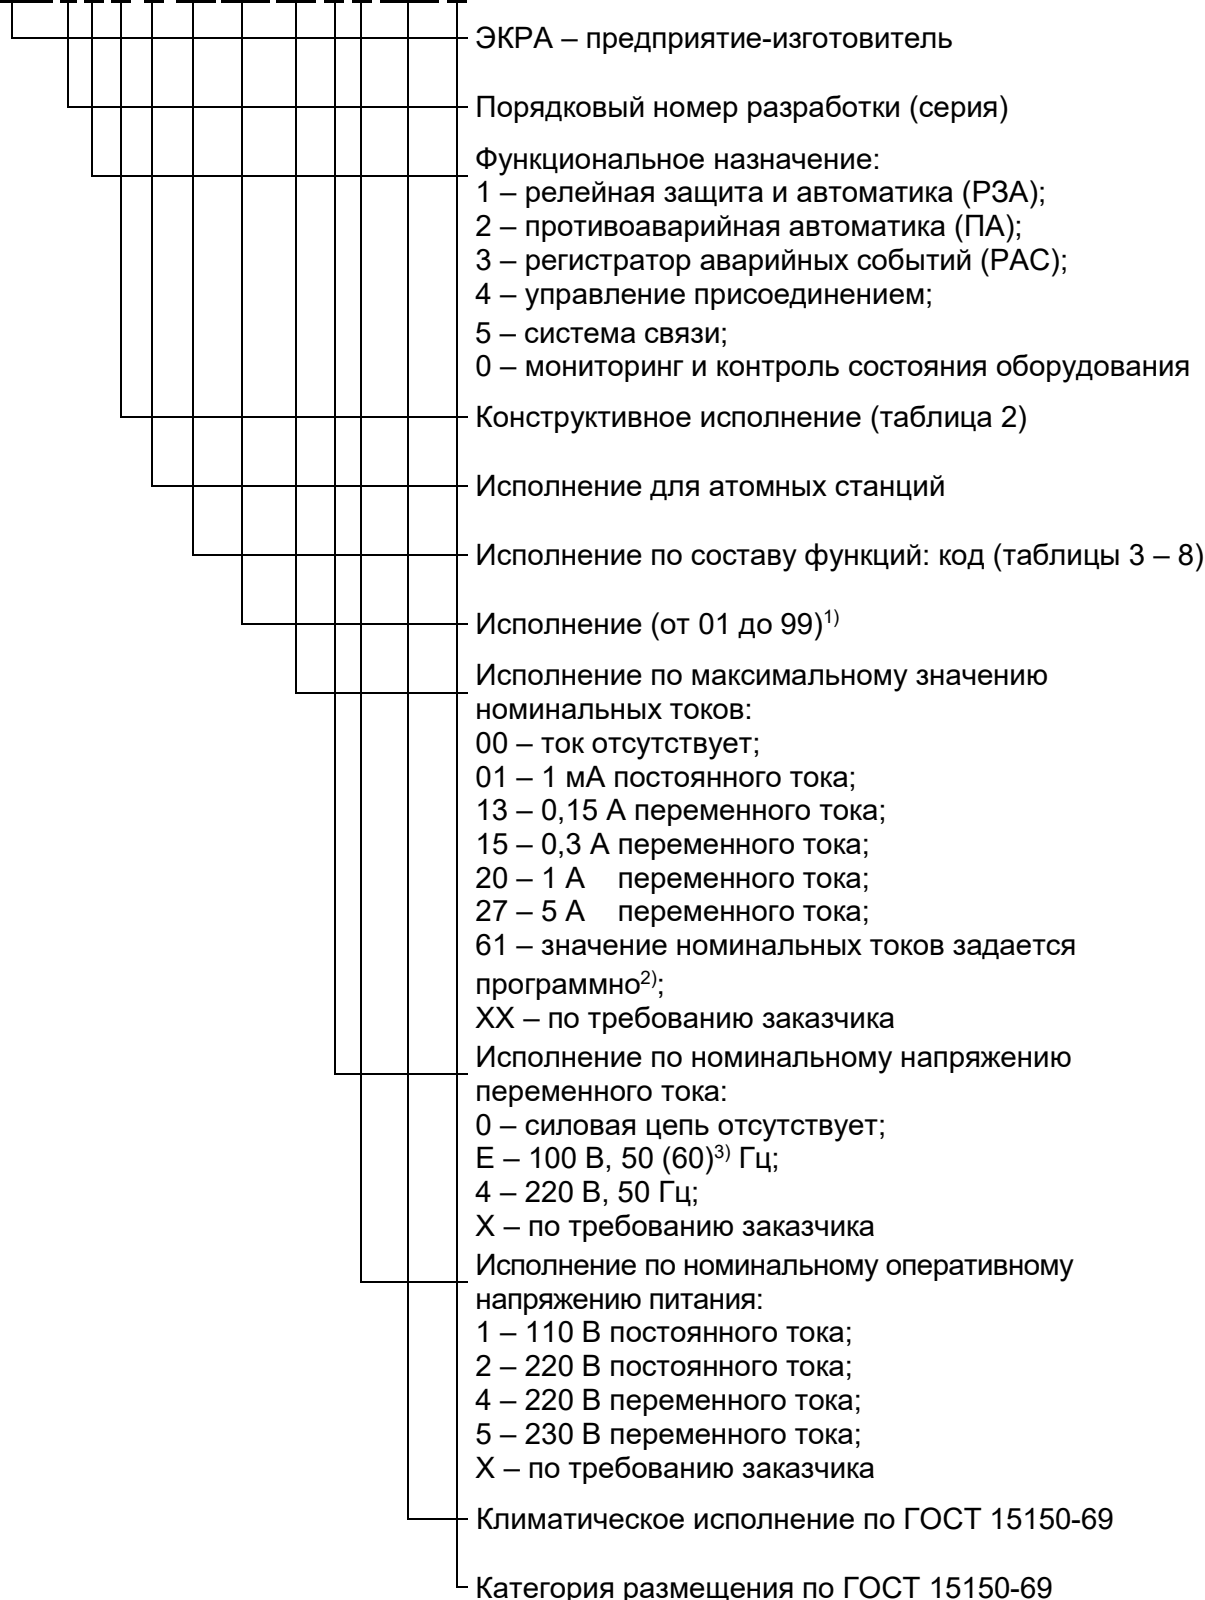 ЭКРА – предприятие-изготовитель
Порядковый номер разработки (серия)
Функциональное назначение:
1 – релейная защита и автоматика (РЗА);
2 – противоаварийная автоматика (ПА);
3 – регистратор аварийных событий (РАС);
4 – управление присоединением;
5 – система связи;
0 – мониторинг и контроль состояния оборудования
Конструктивное исполнение (таблица 2)
Исполнение для атомных станций
Исполнение по составу функций: код (таблицы 3 – 8)
Исполнение (от 01 до 99)1)
Исполнение по максимальному значению
номинальных токов:
00 – ток отсутствует;
01 – 1 мА постоянного тока;
13 – 0,15 А переменного тока;
15 – 0,3 А переменного тока;
20 – 1 А переменного тока;
27 – 5 А переменного тока;
61 – значение номинальных токов задается
программно2);
ХХ – по требованию заказчика
Исполнение по номинальному напряжению
переменного тока:
0 – силовая цепь отсутствует;
Е – 100 В, 50 (60)3) Гц;
4 – 220 В, 50 Гц;
Х – по требованию заказчика
Исполнение по номинальному оперативному
напряжению питания:
1 – 110 В постоянного тока;
2 – 220 В постоянного тока;
4 – 220 В переменного тока;
5 – 230 В переменного тока;
Х – по требованию заказчика
Климатическое исполнение по ГОСТ 15150-69
Категория размещения по ГОСТ 15150-69